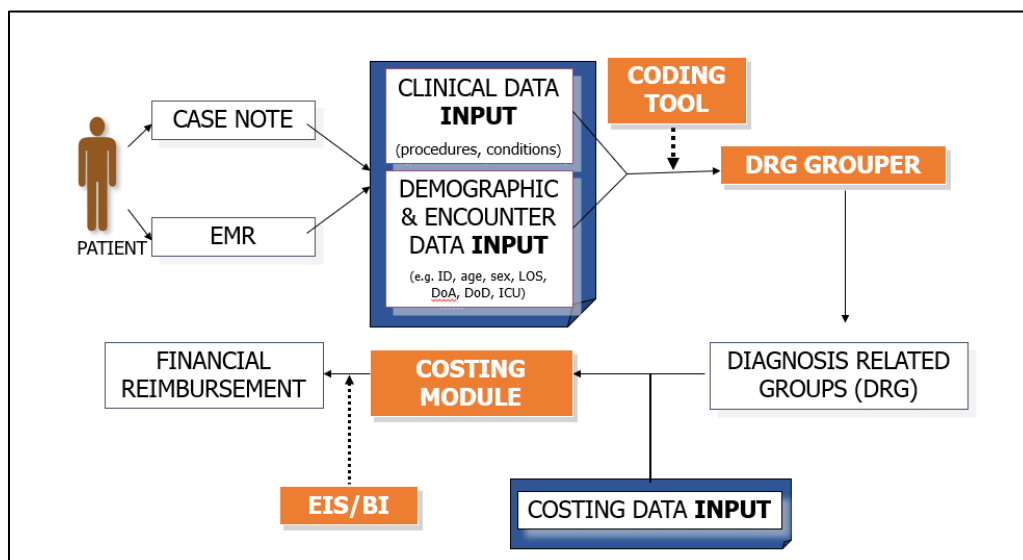 CLINICAL DATA
INPUT
(procedures, conditions)
CODING
TOOL
CASE NOTE
DRG GROUPER
DEMOGRAPHIC
& ENCOUNTER
DATA INPUT
(e.g. ID, age, sex, LOS,
DoA, DoD, ICU)
EMR
PATIENT
FINANCIAL
REIMBURSEMENT
COSTING
MODULE
DIAGNOSIS RELATED
GROUPS (DRG)
EIS/BI
COSTING DATA INPUT